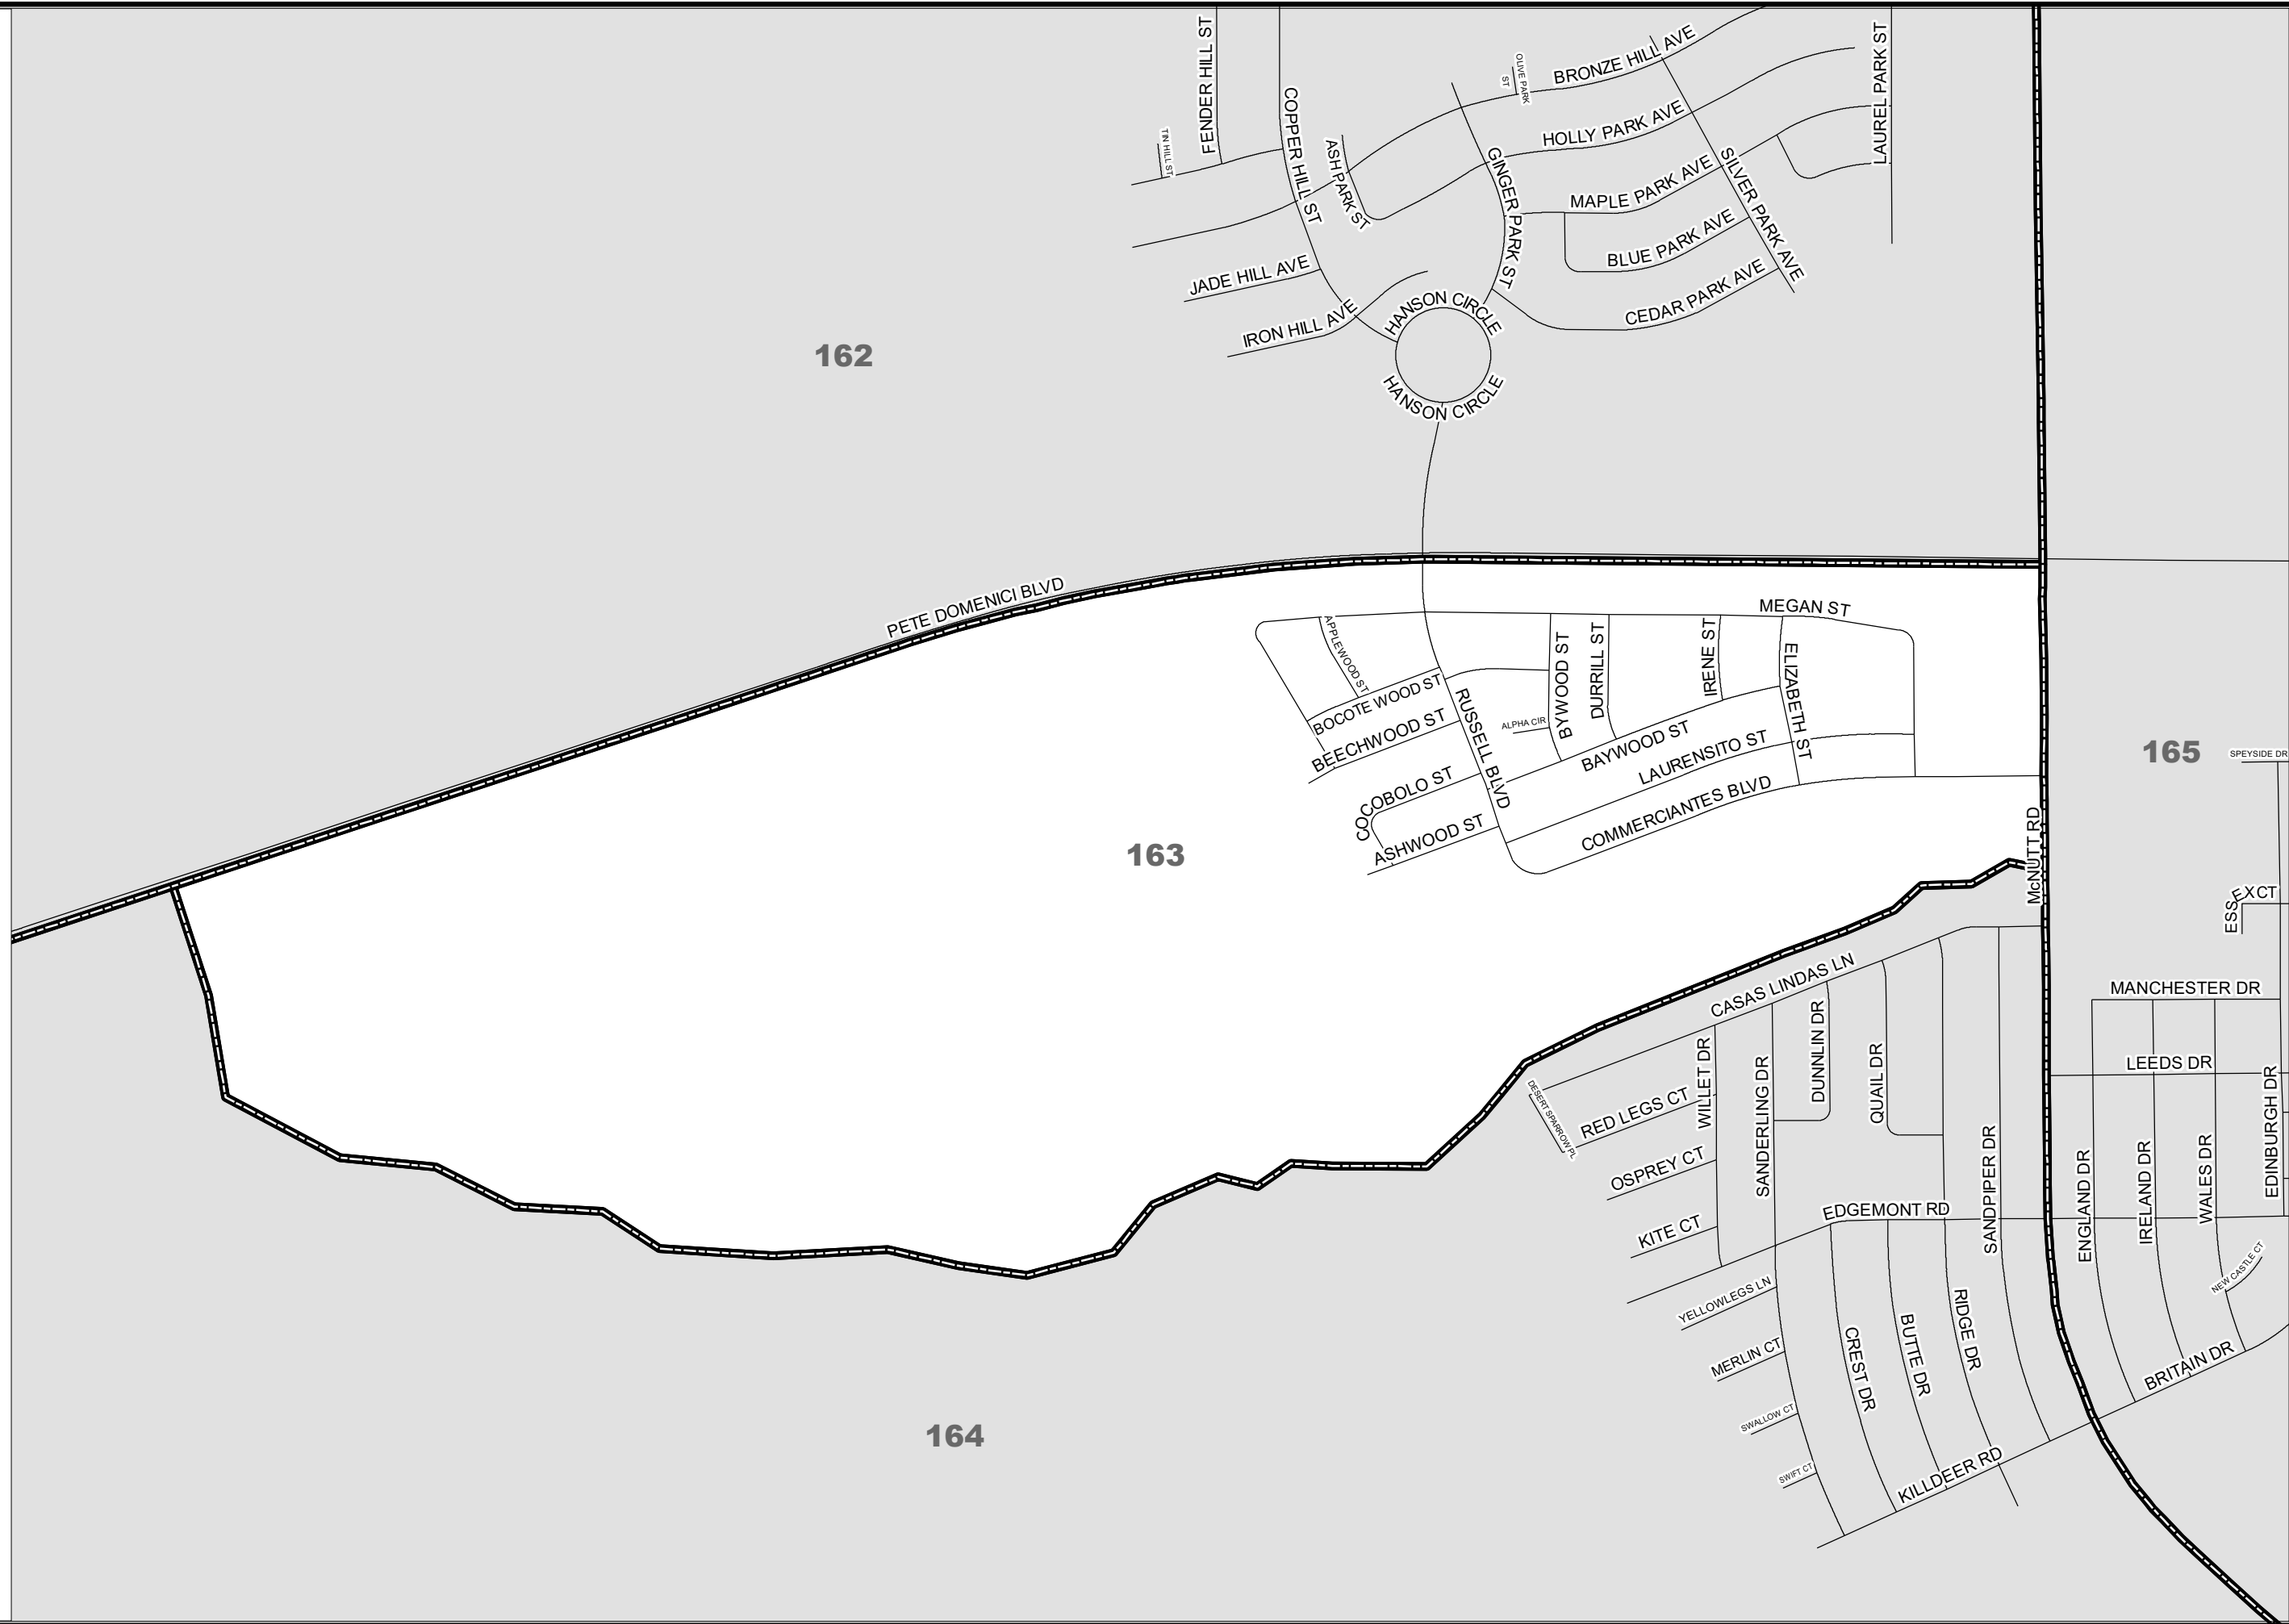 FENDER HILL ST
COPPER HILL ST
TIN HILL ST
ASH PARK ST
OLIVE PARK
ST
BRONZE HILL AVE
HOLLY PARK AVE
LAUREL PARK ST
GINGER PARK ST
MAPLE PARK AVE
SILVER PARK AVE
BLUE PARK AVE
CEDAR PARK AVE
JADE HILL AVE
IRON HILL AVE
HANSON CIRCLE
HANSON CIRCLE
162
PETE DOMENICI BLVD
MEGAN ST
APPLEWOOD ST
BOCOTE WOOD ST
BEECHWOOD ST
RUSSELL BLVD
BYWOOD ST
DURRILL ST
IRENE ST
ELIZABETH ST
ALPHA CIR
BAYWOOD ST
LAURENSITO ST
COMMERCIANTES BLVD
COCOBOLO ST
ASHWOOD ST
163
McNUTT RD
165
SPEYSIDE DR
ESSEX CT
MANCHESTER DR
LEEDS DR
EDINBURGH DR
ENGLAND DR
IRELAND DR
WALES DR
NEW CASTLE CT
BRITAIN DR
CASAS LINDAS LN
DESERT SPARROW PL
RED LEGS CT
WILLET DR
SANDERLING DR
DUNNLIN DR
QUAIL DR
SANDPIPER DR
OSPREY CT
KITE CT
EDGEMONT RD
YELLOWLEGS LN
MERLIN CT
SWALLOW CT
SWIFT CT
CREST DR
BUTTE DR
RIDGE DR
KILLDEER RD
164